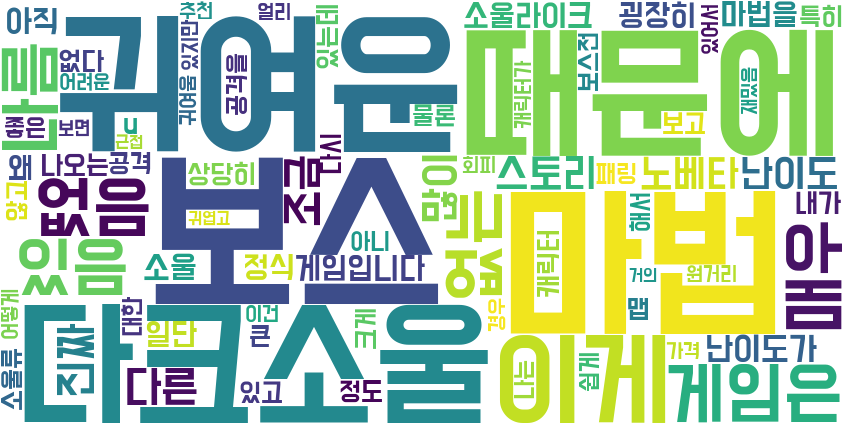 아직
추천
얼리
소울라이크
굉장히
마법을
특히
귀여운
때문에
나름
없다
어려운
귀여움
있지만
공격을
있는데
보스전
있어서
캐릭터가
재밌음
좋은
보면
u
근접
물론
보고
왜
나오는
공격
상당히
조금
다시
많이
회피
스토리
패링
노베타
난이도
않고
없음
귀엽고
보스
마법
해서
내가
아니
있음
소울
정식
게임입니다
없는
캐릭터
거의
원거리
와
맵
어떻게
대한
이건
크게
경우
다크소울
진짜
일단
큰
이게
나는
쉽게
가격
난이도가
소울류
다른
있고
정도
게임은